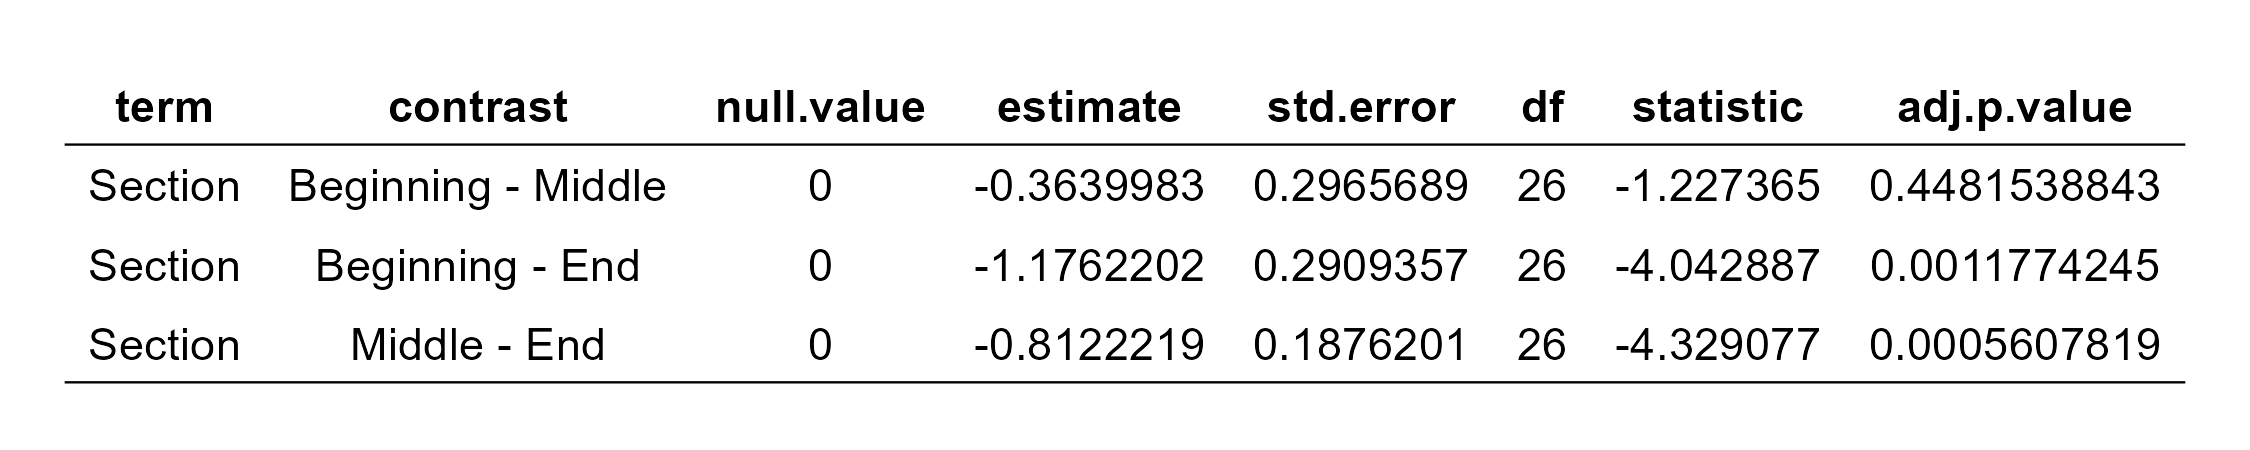 term contrast null.value estimate std.error df statistic adj.p.value
Section Beginning - Middle 0 -0.3639983 0.2965689 26 -1.227365 0.4481538843
Section Beginning - End 0 -1.1762202 0.2909357 26 -4.042887 0.0011774245
Section Middle - End 0 -0.8122219 0.1876201 26 -4.329077 0.0005607819